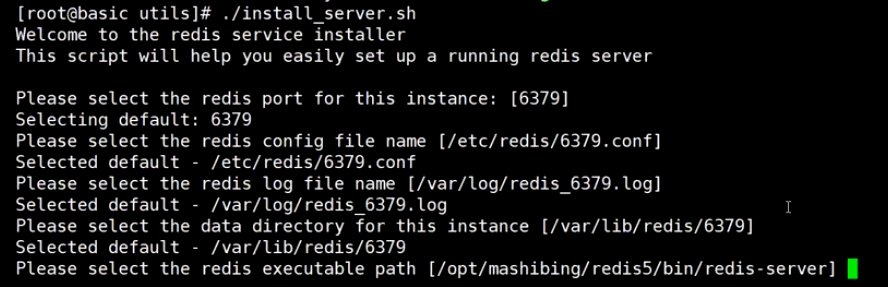 [root@basic utils]# ./install_server.sh
Welcome to the redis service installer
This script will help you easily set up a running redis server
Please select the redis port for this instance: [6379]
Selecting default: 6379
Please select the redis config file name [/etc/redis/6379.conf]
Selected default - /etc/redis/6379.conf
Please select the redis log file name [/var/log/redis_6379.log]
Selected default - /var/log/redis_6379.log
Please select the data directory for this instance [/var/lib/redis/6379]
Selected default - /var/lib/redis/6379
Please select the redis executable path [/opt/mashibing/redis5/bin/redis-server]